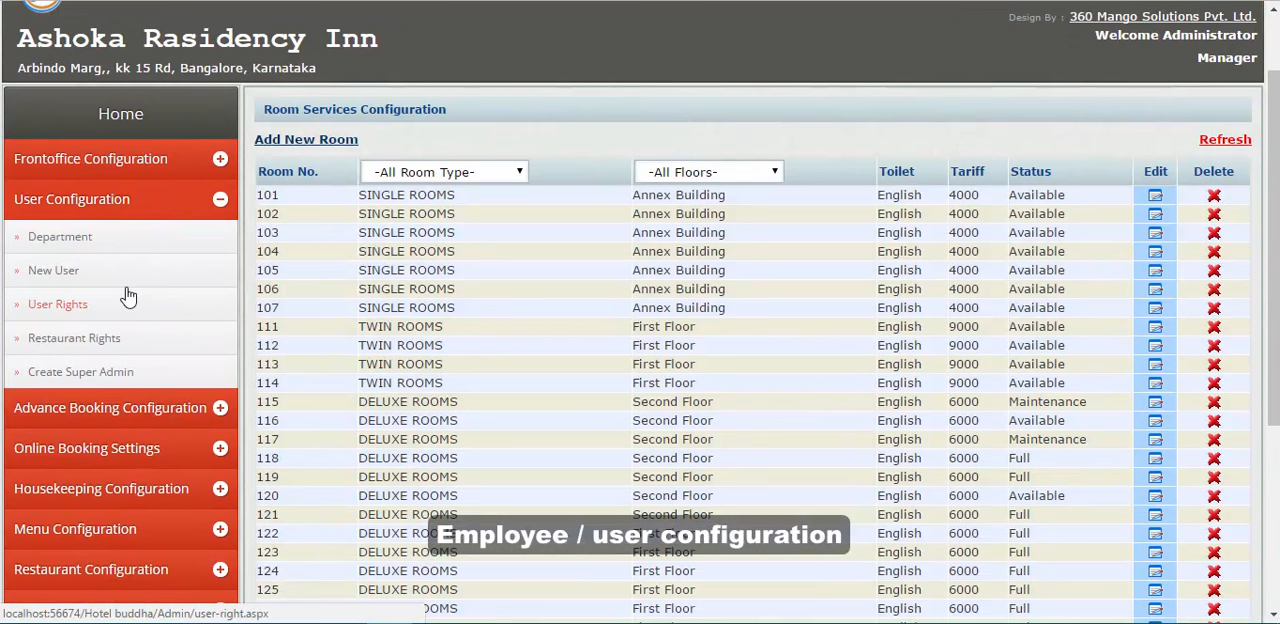 Ashoka Rasidency Inn
Arbindo Marg,, kk 15 Rd, Bangalore, Karnataka
Design By : 360 Mango Solutions Pvt. Ltd.
Welcome Administrator
Manager
Home
Frontoffice Configuration
User Configuration
» Department
» New User
» User Rights
» Restaurant Rights
» Create Super Admin
Advance Booking Configuration
Online Booking Settings
Housekeeping Configuration
Menu Configuration
Restaurant Configuration
Room Services Configuration
Add New Room Refresh
Room No. -All Room Type- -All Floors- Toilet Tariff Status Edit Delete
101 SINGLE ROOMS Annex Building English 4000 Available
102 SINGLE ROOMS Annex Building English 4000 Available
103 SINGLE ROOMS Annex Building English 4000 Available
104 SINGLE ROOMS Annex Building English 4000 Available
105 SINGLE ROOMS Annex Building English 4000 Available
106 SINGLE ROOMS Annex Building English 4000 Available
107 SINGLE ROOMS Annex Building English 4000 Available
111 TWIN ROOMS First Floor English 9000 Available
112 TWIN ROOMS First Floor English 9000 Available
113 TWIN ROOMS First Floor English 9000 Available
114 TWIN ROOMS First Floor English 9000 Available
115 DELUXE ROOMS Second Floor English 6000 Maintenance
116 DELUXE ROOMS Second Floor English 6000 Available
117 DELUXE ROOMS Second Floor English 6000 Maintenance
118 DELUXE ROOMS Second Floor English 6000 Full
119 DELUXE ROOMS Second Floor English 6000 Full
120 DELUXE ROOMS Second Floor English 6000 Available
121 DELUXE ROOMS Second Floor English 6000 Full
122 DELUXE ROOMS Floor English 6000 Full
123 DELUXE ROOMS First Floor English 6000 Full
124 DELUXE ROOMS First Floor English 6000 Full
125 DELUXE ROOMS First Floor English 6000 Full
ROOMS First Floor English 6000 Full
Employee / user configuration
localhost:56674/Hotel buddha/Admin/user-right.aspx